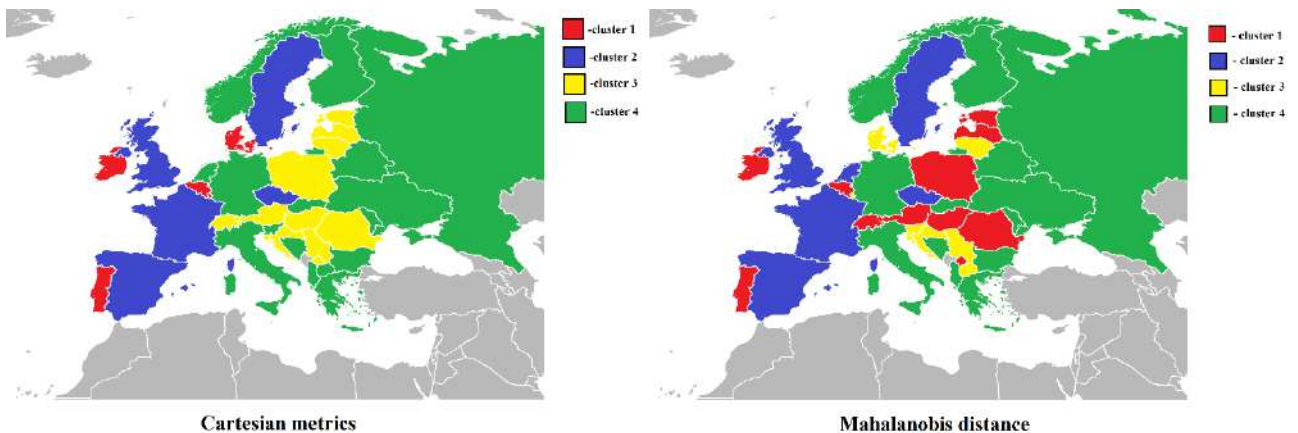 -cluster 1
-cluster 2
-cluster 3
-cluster 4
- cluster 1
- cluster 2
- cluster 3
- cluster 4
Cartesian metrics
Mahalanobis distance